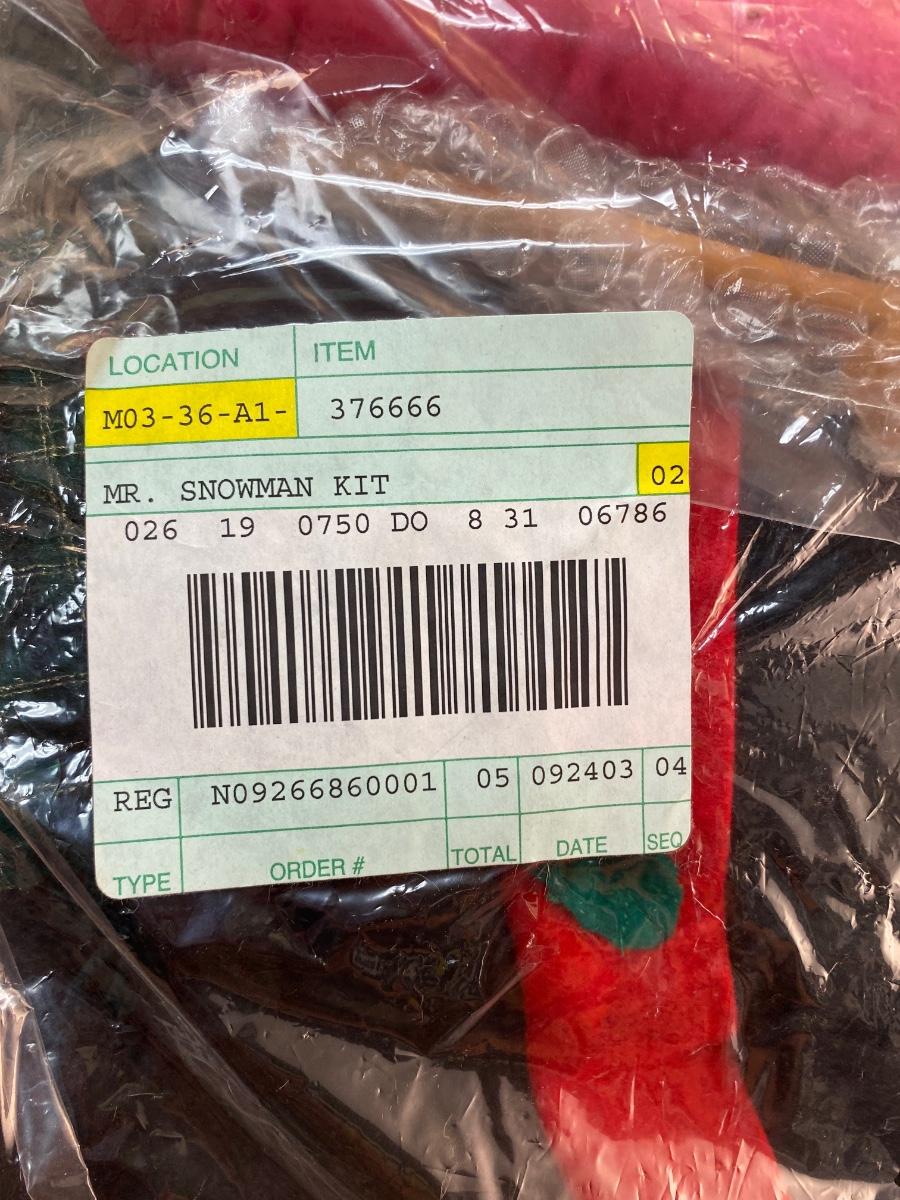 LOCATION ITEM
M03-36-A1- 376666
MR. SNOWMAN KIT 02
026 19 0750 DO 8 31 06786
REG N09266860001 05 092403 04
TYPE ORDER # TOTAL DATE SEQ